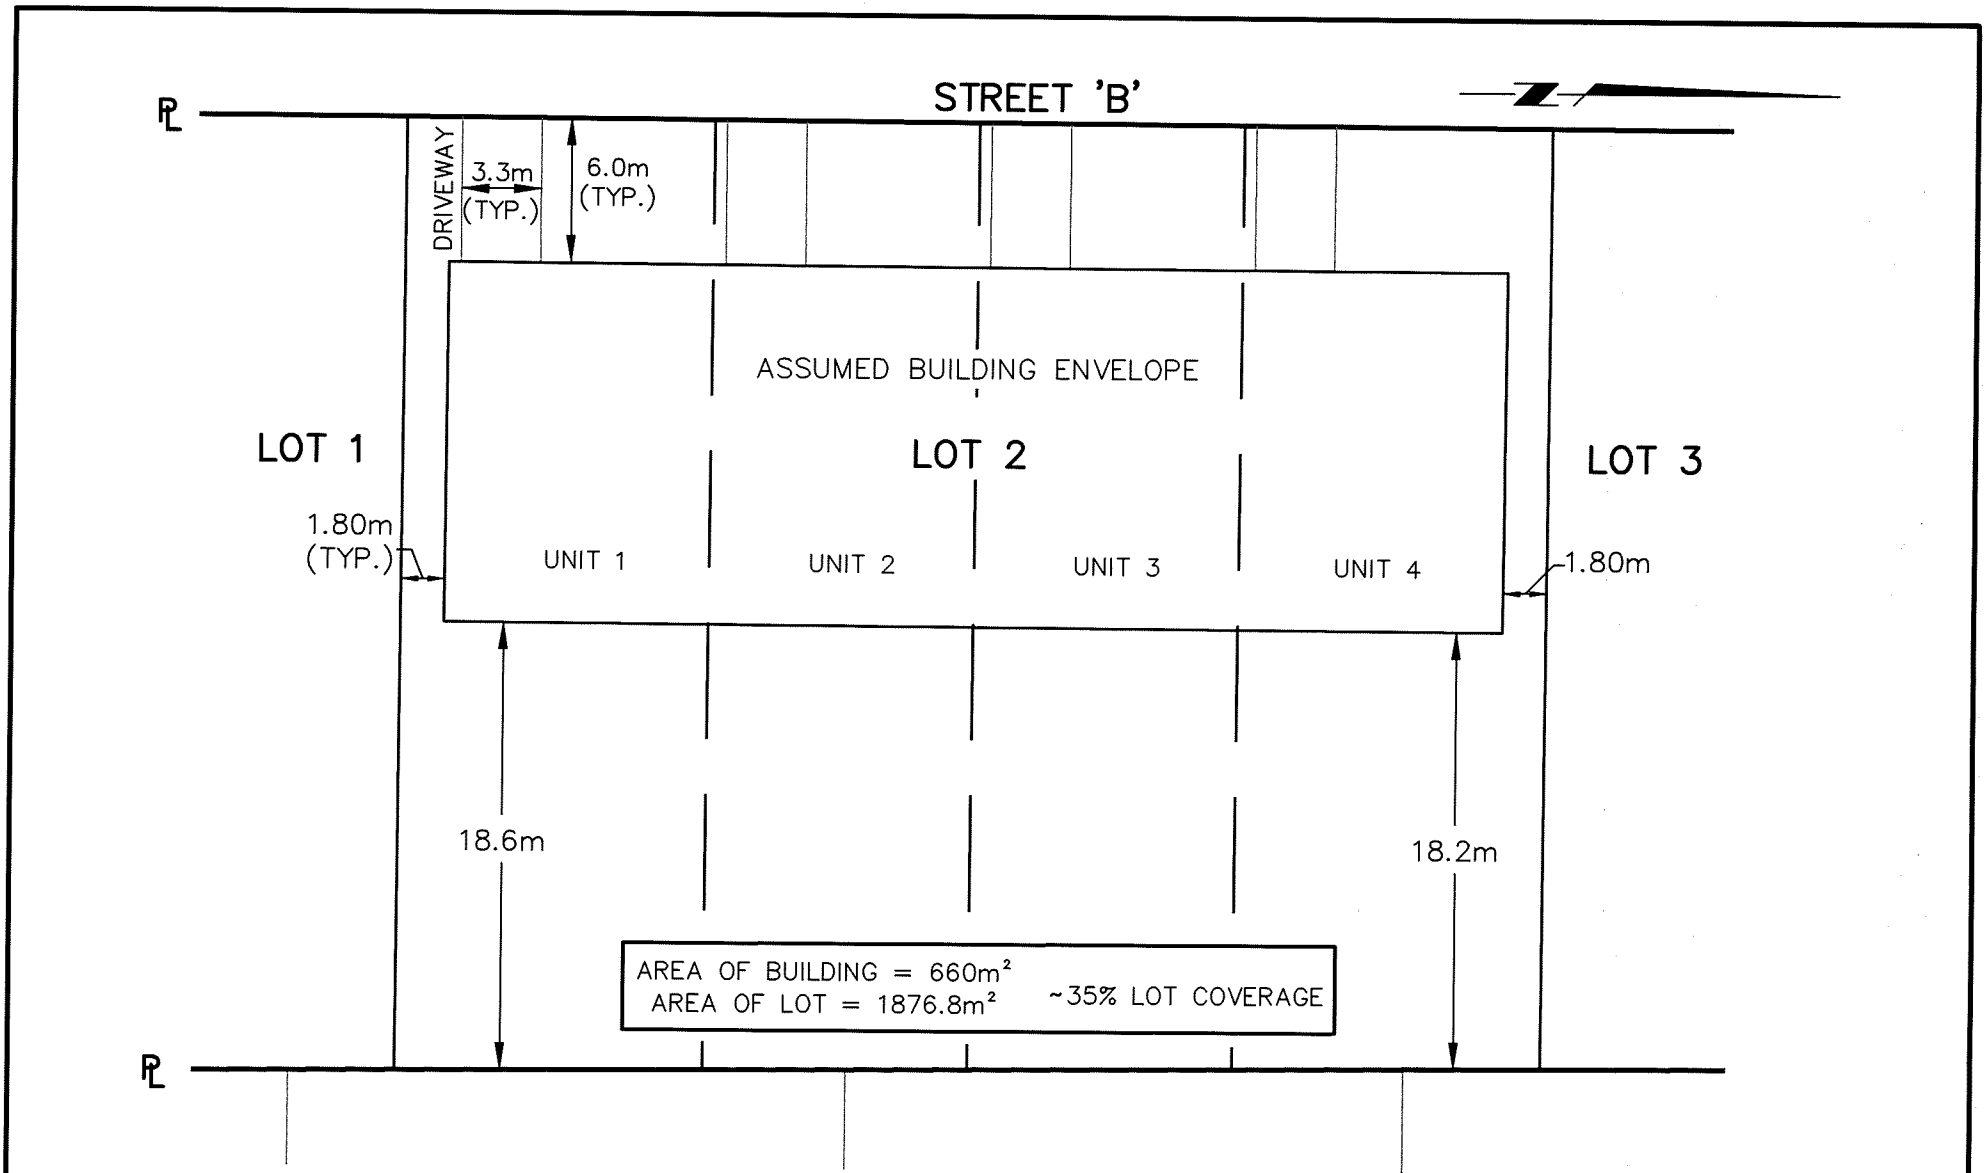 STREET 'B'
PL
DRIVEWAY
3.3m
(TYP.)
6.0m
(TYP.)
ASSUMED BUILDING ENVELOPE
LOT 1
LOT 2
LOT 3
1.80m
(TYP.)
UNIT 1
UNIT 2
UNIT 3
UNIT 4
1.80m
18.6m
18.2m
AREA OF BUILDING = 660m²
AREA OF LOT = 1876.8m²
~35% LOT COVERAGE
PL